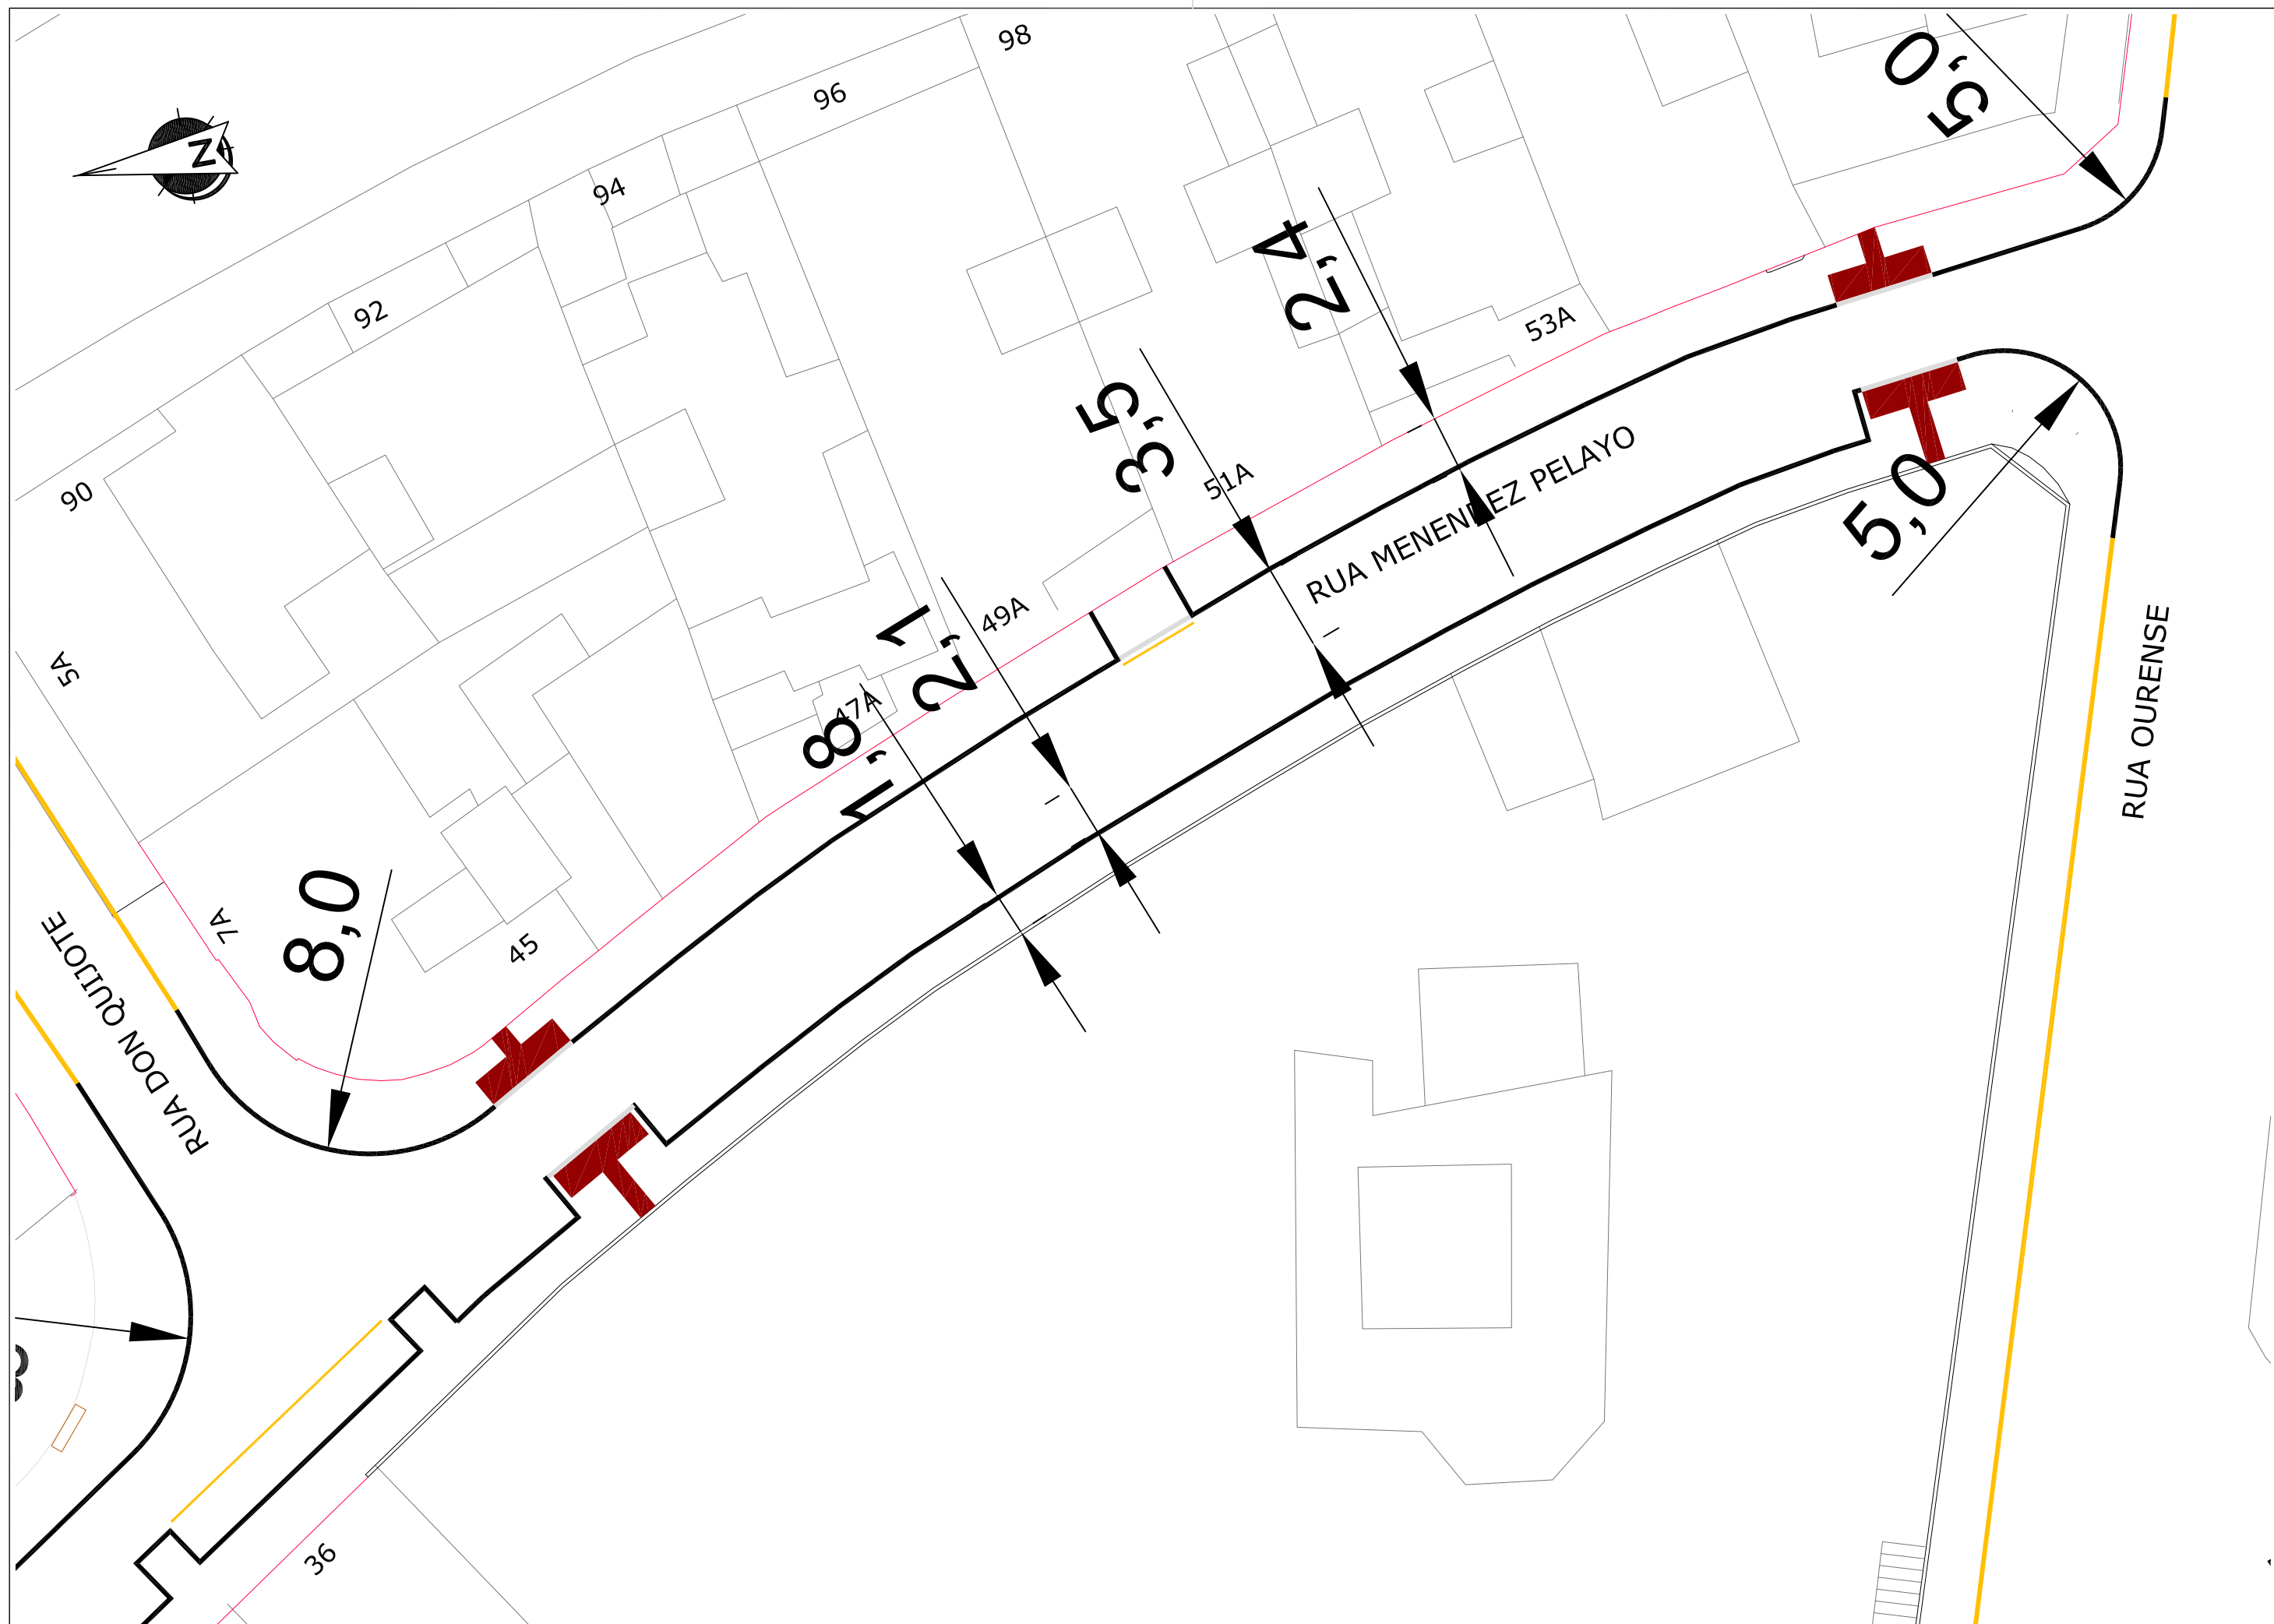 98
96
94
92
90
N
5,0
2,4
53A
3,5
51A
RUA MENENDEZ PELAYO
5,0
49A
2,1
47A
1,8
5A
7A
8,0
45
RUA DON QUIJOTE
RUA OURENSE
36